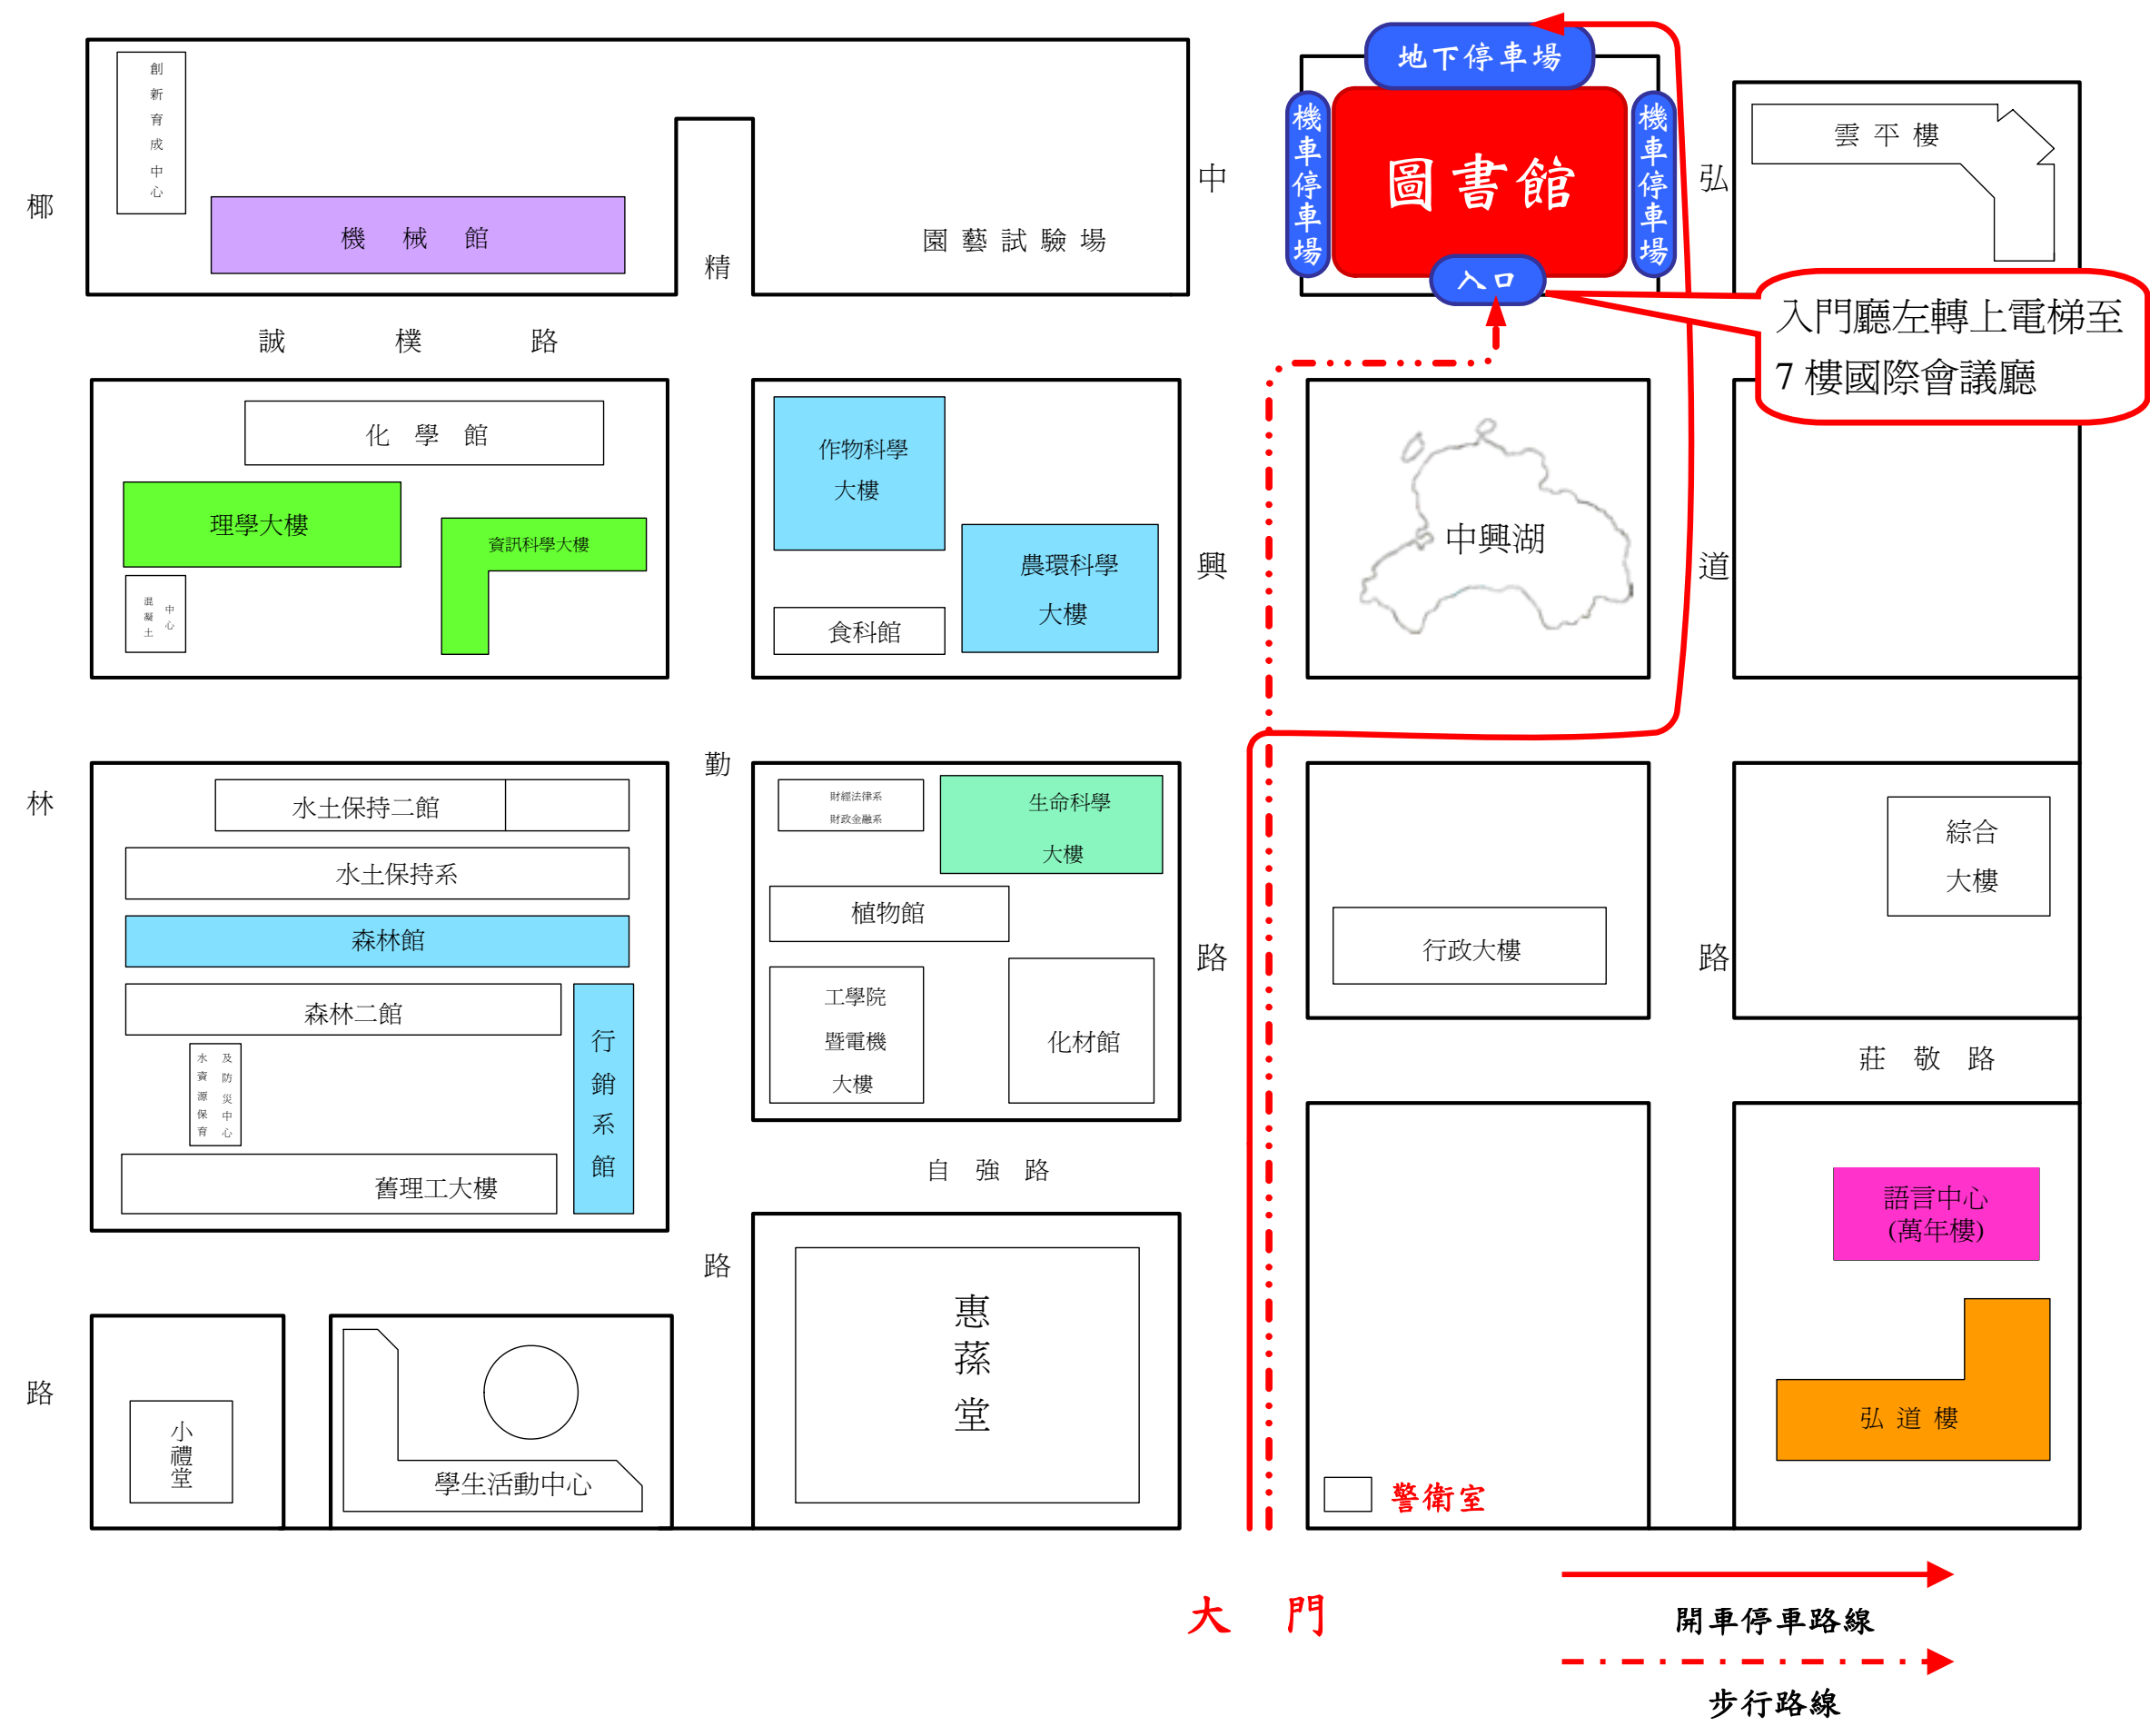 創新育成中心
機械館
園藝試驗場
地下停車場
機車停車場
圖書館
機車停車場
入口
雲平樓
入門廳左轉上電梯至
7 樓國際會議廳
椰林路
精勤路
中興路
弘道路
誠樸路
化學館
理學大樓
資訊科學大樓
混凝土
中心
作物科學
大樓
農環科學
大樓
食科館
中興湖
水土保持二館
水土保持系
森林館
森林二館
行銷系館
水資源保育
及防災中心
舊理工大樓
財經法律系
財政金融系
生命科學
大樓
植物館
工學院
暨電機
大樓
化材館
行政大樓
綜合
大樓
莊敬路
自強路
語言中心
(萬年樓)
弘道樓
小禮堂
學生活動中心
惠蓀堂
警衛室
大門
開車停車路線
步行路線